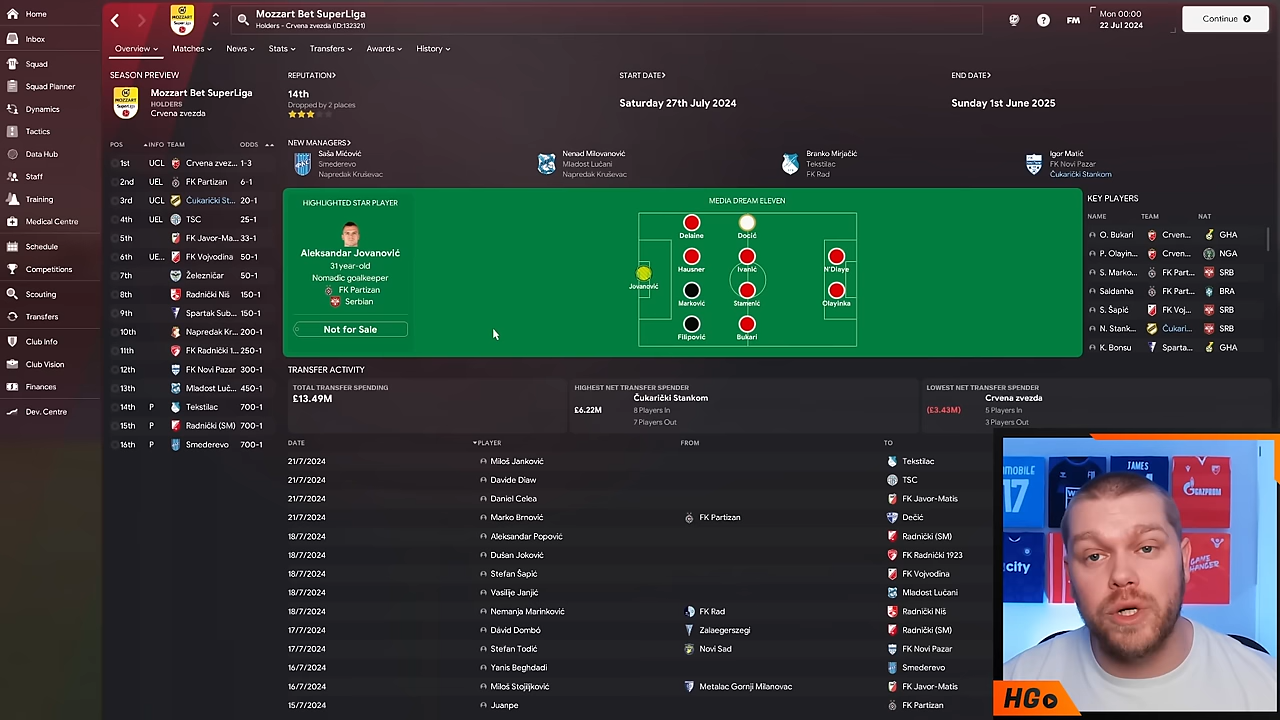 Home
Inbox
Squad
Squad Planner
Dynamics
Tactics
Data Hub
Staff
Training
Medical Centre
Schedule
Competitions
Scouting
Transfers
Club Info
Club Vision
Finances
Dev. Centre
Mozzart Bet SuperLiga
Holders - Crvena zvezda (ID:132321)
FM
Mon 00:00
22 Jul 2024
Continue
Overview
Matches
News
Stats
Transfers
Awards
History
SEASON PREVIEW
Mozzart Bet SuperLiga
HOLDERS
Crvena zvezda
POS INFO TEAM ODDS
1st UCL Crvena zvez... 1-3
2nd UEL FK Partizan 6-1
3rd UCL Čukarički St... 20-1
4th UEL TSC 25-1
5th FK Javor-Ma... 33-1
6th UE... FK Vojvodina 50-1
7th Železničar 50-1
8th Radnički Niš 150-1
9th Spartak Sub... 150-1
10th Napredak Kr... 200-1
11th FK Radnički 1... 250-1
12th FK Novi Pazar 300-1
13th Mladost Luč... 450-1
14th P Tekstilac 700-1
15th P Radnički (SM) 700-1
16th P Smederevo 700-1
REPUTATION>
14th
Dropped by 2 places
START DATE>
Saturday 27th July 2024
END DATE>
Sunday 1st June 2025
NEW MANAGERS>
Saša Mićović
Smederevo
Napredak Kruševac
Nenad Milovanović
Mladost Lučani
Napredak Kruševac
Branko Mirjačić
Tekstilac
FK Rad
Igor Matić
FK Novi Pazar
Čukarički Stankom
HIGHLIGHTED STAR PLAYER
Aleksandar Jovanović
31 year-old
Nomadic goalkeeper
FK Partizan
Serbian
Not for Sale
MEDIA DREAM ELEVEN
Delaine
Docić
Hausner
Ivanić
N'Diaye
Jovanović
Marković
Stamenić
Olayinka
Filipović
Bukari
KEY PLAYERS
NAME TEAM NAT
O. Bukari Crven... GHA
P. Olayin... Crven... NGA
S. Marko... FK Part... SRB
Saldanha FK Part... BRA
S. Šapić FK Voj... SRB
N. Stank... Čukari... SRB
K. Bonsu Sparta... GHA
TRANSFER ACTIVITY
TOTAL TRANSFER SPENDING
£13.49M
HIGHEST NET TRANSFER SPENDER
£6.22M
Čukarički Stankom
8 Players In
7 Players Out
LOWEST NET TRANSFER SPENDER
(£3.43M)
Crvena zvezda
5 Players In
3 Players Out
DATE PLAYER FROM TO
21/7/2024 Miloš Janković Tekstilac
21/7/2024 Davide Diaw TSC
21/7/2024 Daniel Celea FK Javor-Matis
21/7/2024 Marko Brnović FK Partizan Dečić
18/7/2024 Aleksandar Popović Radnički (SM)
18/7/2024 Dušan Joković FK Radnički 1923
18/7/2024 Stefan Šapić FK Vojvodina
18/7/2024 Vasilije Janjić Mladost Lučani
18/7/2024 Nemanja Marinković FK Rad Radnički Niš
17/7/2024 Dávid Dombó Zalaegerszegi Radnički (SM)
17/7/2024 Stefan Todić Novi Sad FK Novi Pazar
16/7/2024 Yanis Beghdadi Smederevo
16/7/2024 Miloš Stojiljković Metalac Gornji Milanovac FK Javor-Matis
15/7/2024 Juanpe FK Partizan
17
JAMES
GAZPROM
city
GAME HANGER
HGo